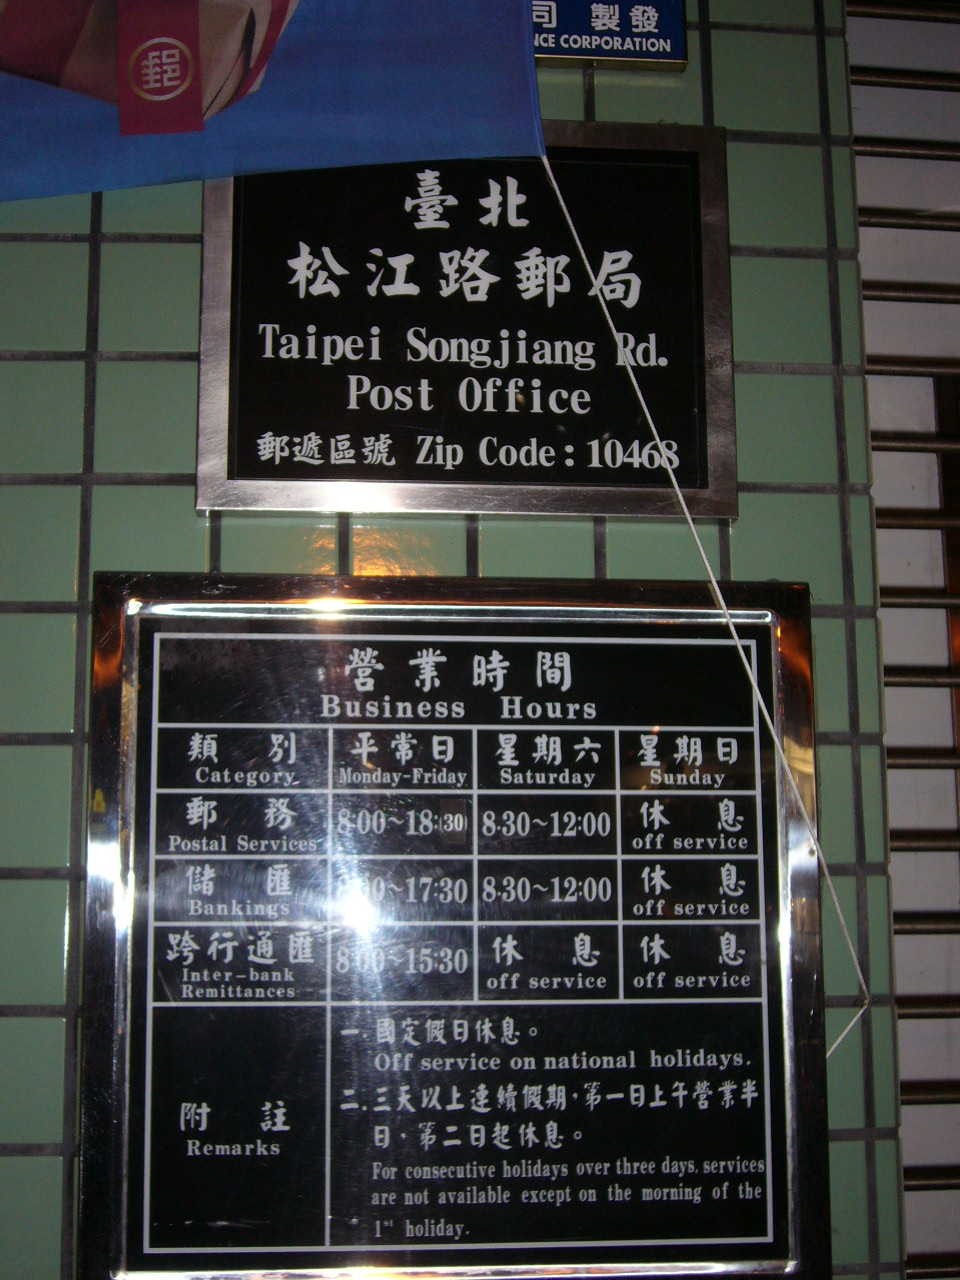 郵
司 製發
NCE CORPORATION
臺北
松江路郵局
Taipei Songjiang Rd.
Post Office
郵遞區號 Zip Code: 10468
營業時間
Business Hours
類別 平常日 星期六 星期日
Category Monday-Friday Saturday Sunday
郵務 8:00~18:(30) 8:30~12:00 休息
Postal Services off service
儲匯 8:00~17:30 8:30~12:00 休息
Bankings off service
跨行通匯 8:00~15:30 休息 休息
Inter-bank off service off service
Remittances
一.國定假日休息。
Off service on national holidays.
二.三天以上連續假期,第一日上午營業半
日,第二日起休息。
附註
Remarks
For consecutive holidays over three days, services
are not available except on the morning of the
1st holiday.